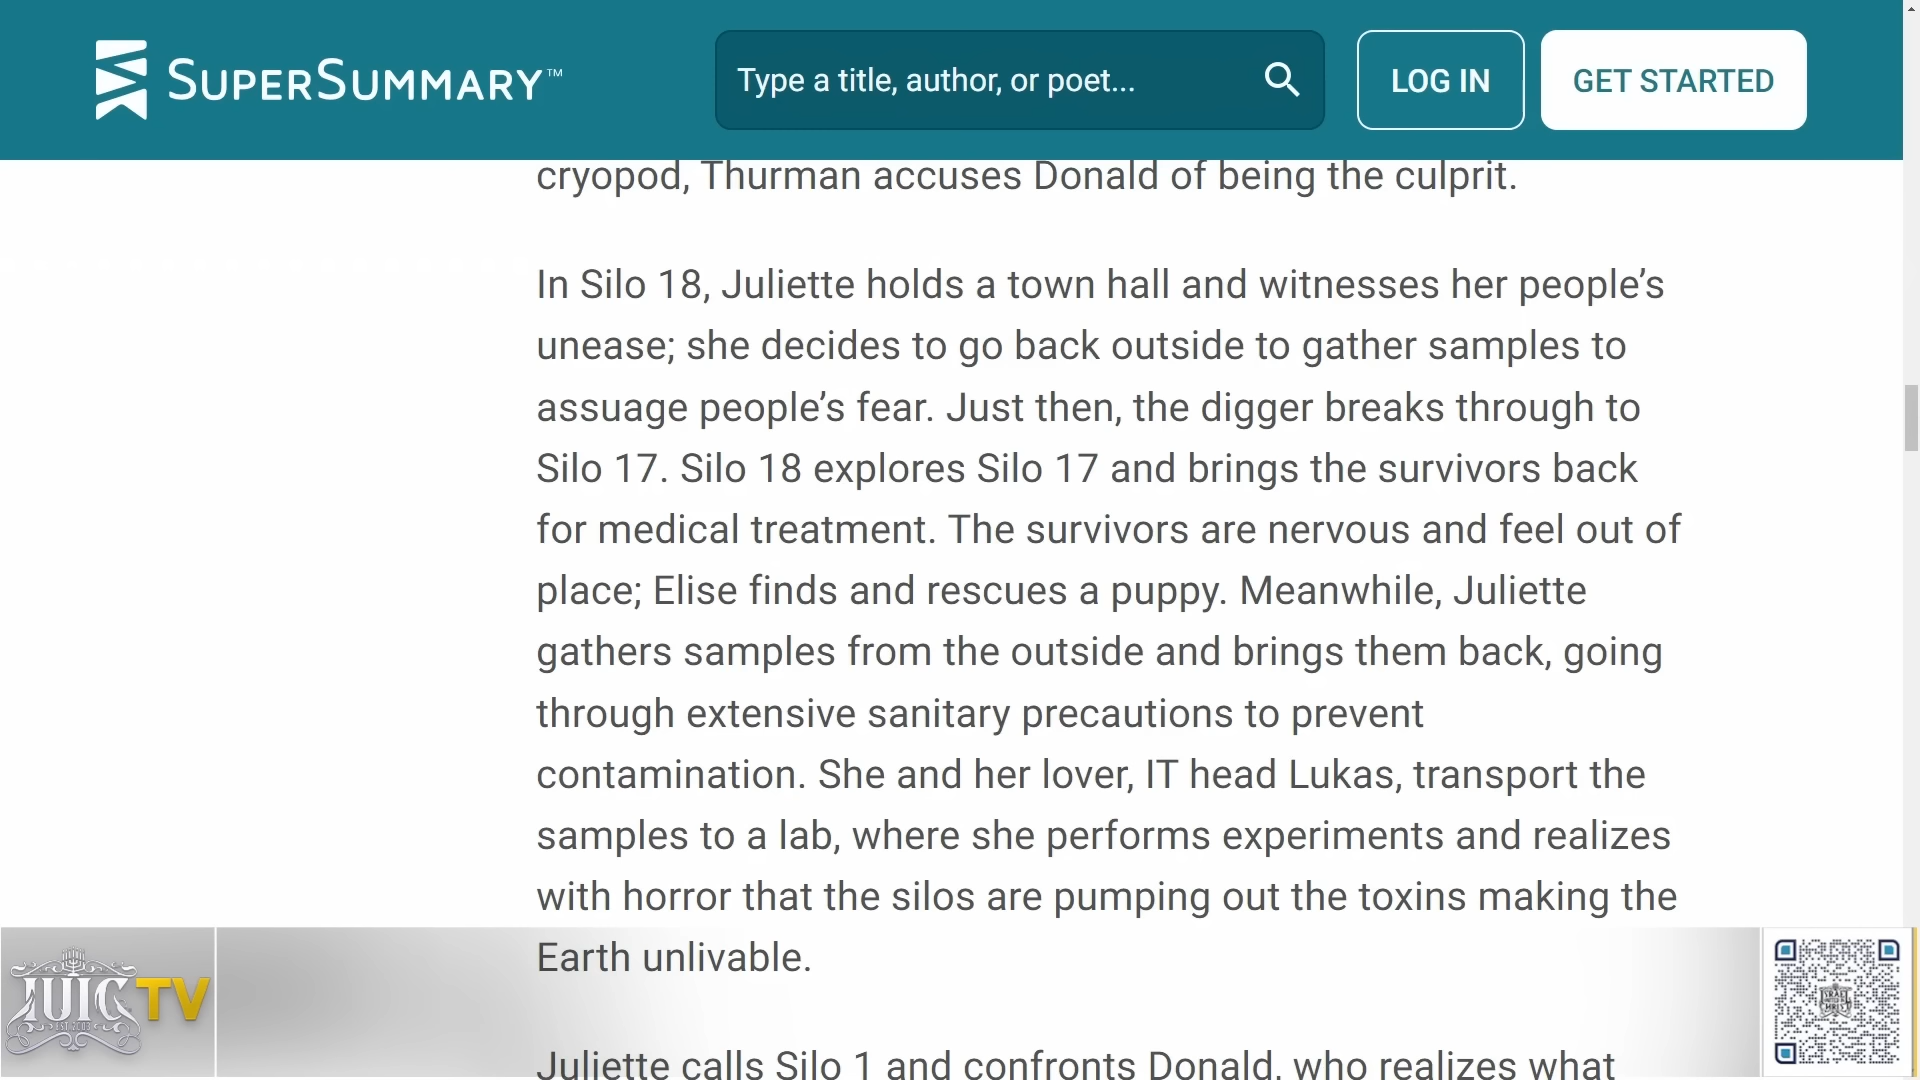 SUPERSUMMARY™
Type a title, author, or poet...
LOG IN
GET STARTED
cryopod, Thurman accuses Donald of being the culprit.
In Silo 18, Juliette holds a town hall and witnesses her people’s
unease; she decides to go back outside to gather samples to
assuage people’s fear. Just then, the digger breaks through to
Silo 17. Silo 18 explores Silo 17 and brings the survivors back
for medical treatment. The survivors are nervous and feel out of
place; Elise finds and rescues a puppy. Meanwhile, Juliette
gathers samples from the outside and brings them back, going
through extensive sanitary precautions to prevent
contamination. She and her lover, IT head Lukas, transport the
samples to a lab, where she performs experiments and realizes
with horror that the silos are pumping out the toxins making the
Earth unlivable.
Juliette calls Silo 1 and confronts Donald, who realizes what
IUIC TV
EST. 2003